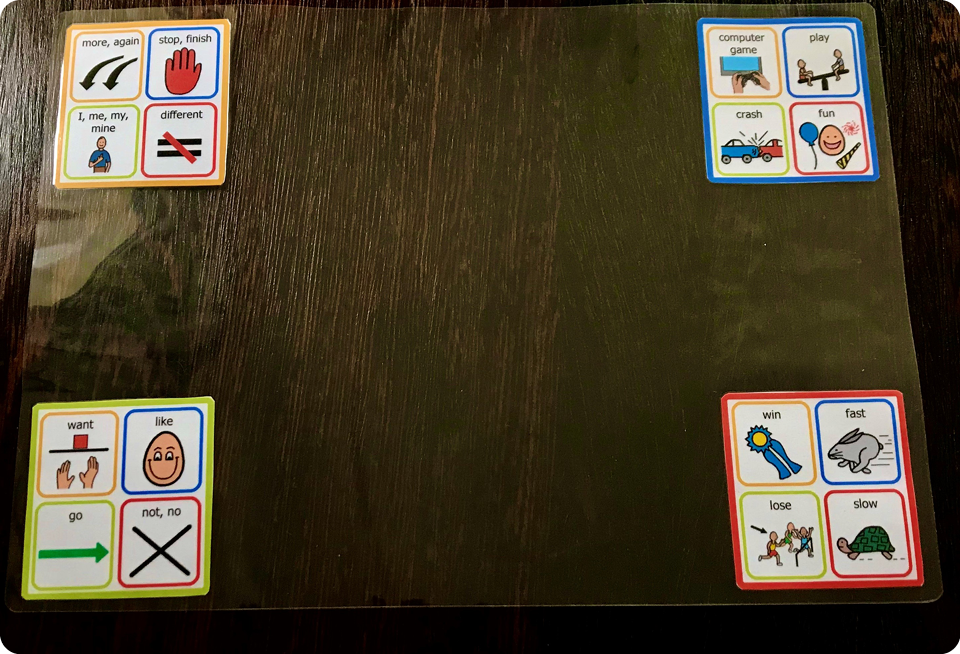 more, again
stop, finish
I, me, my,
mine
different
computer
game
play
crash
fun
want
like
go
not, no
win
fast
lose
slow